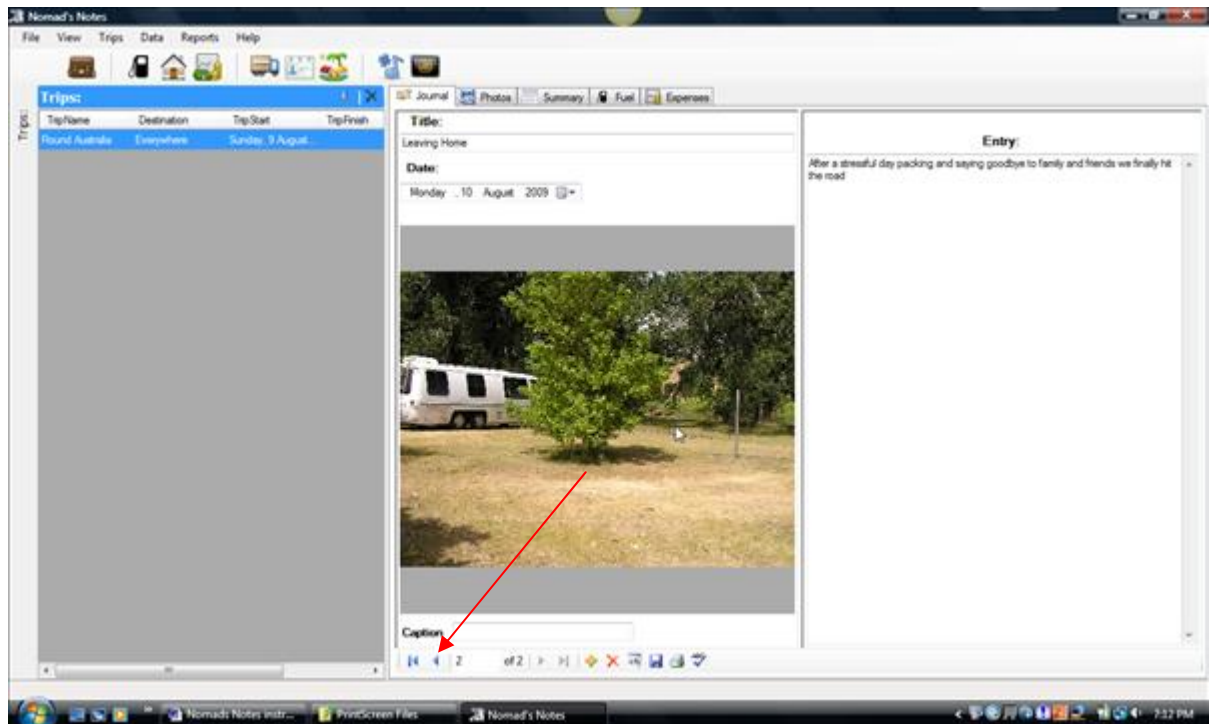 Nomad's Notes
File View Trips Data Reports Help
Trips:
Trips:
TripName Destination TripStart TripFinish
Round Australia Everywhere Sunday, 9 August...
Journal Photos Summary Fuel Expenses
Title:
Leaving Home
Date:
Monday , 10 August 2009
Caption
2 of 2
Entry:
After a stressful day packing and saying goodbye to family and friends we finally hit
the road
Nomads Notes instr... PrintScreen Files Nomad's Notes
2:12 PM